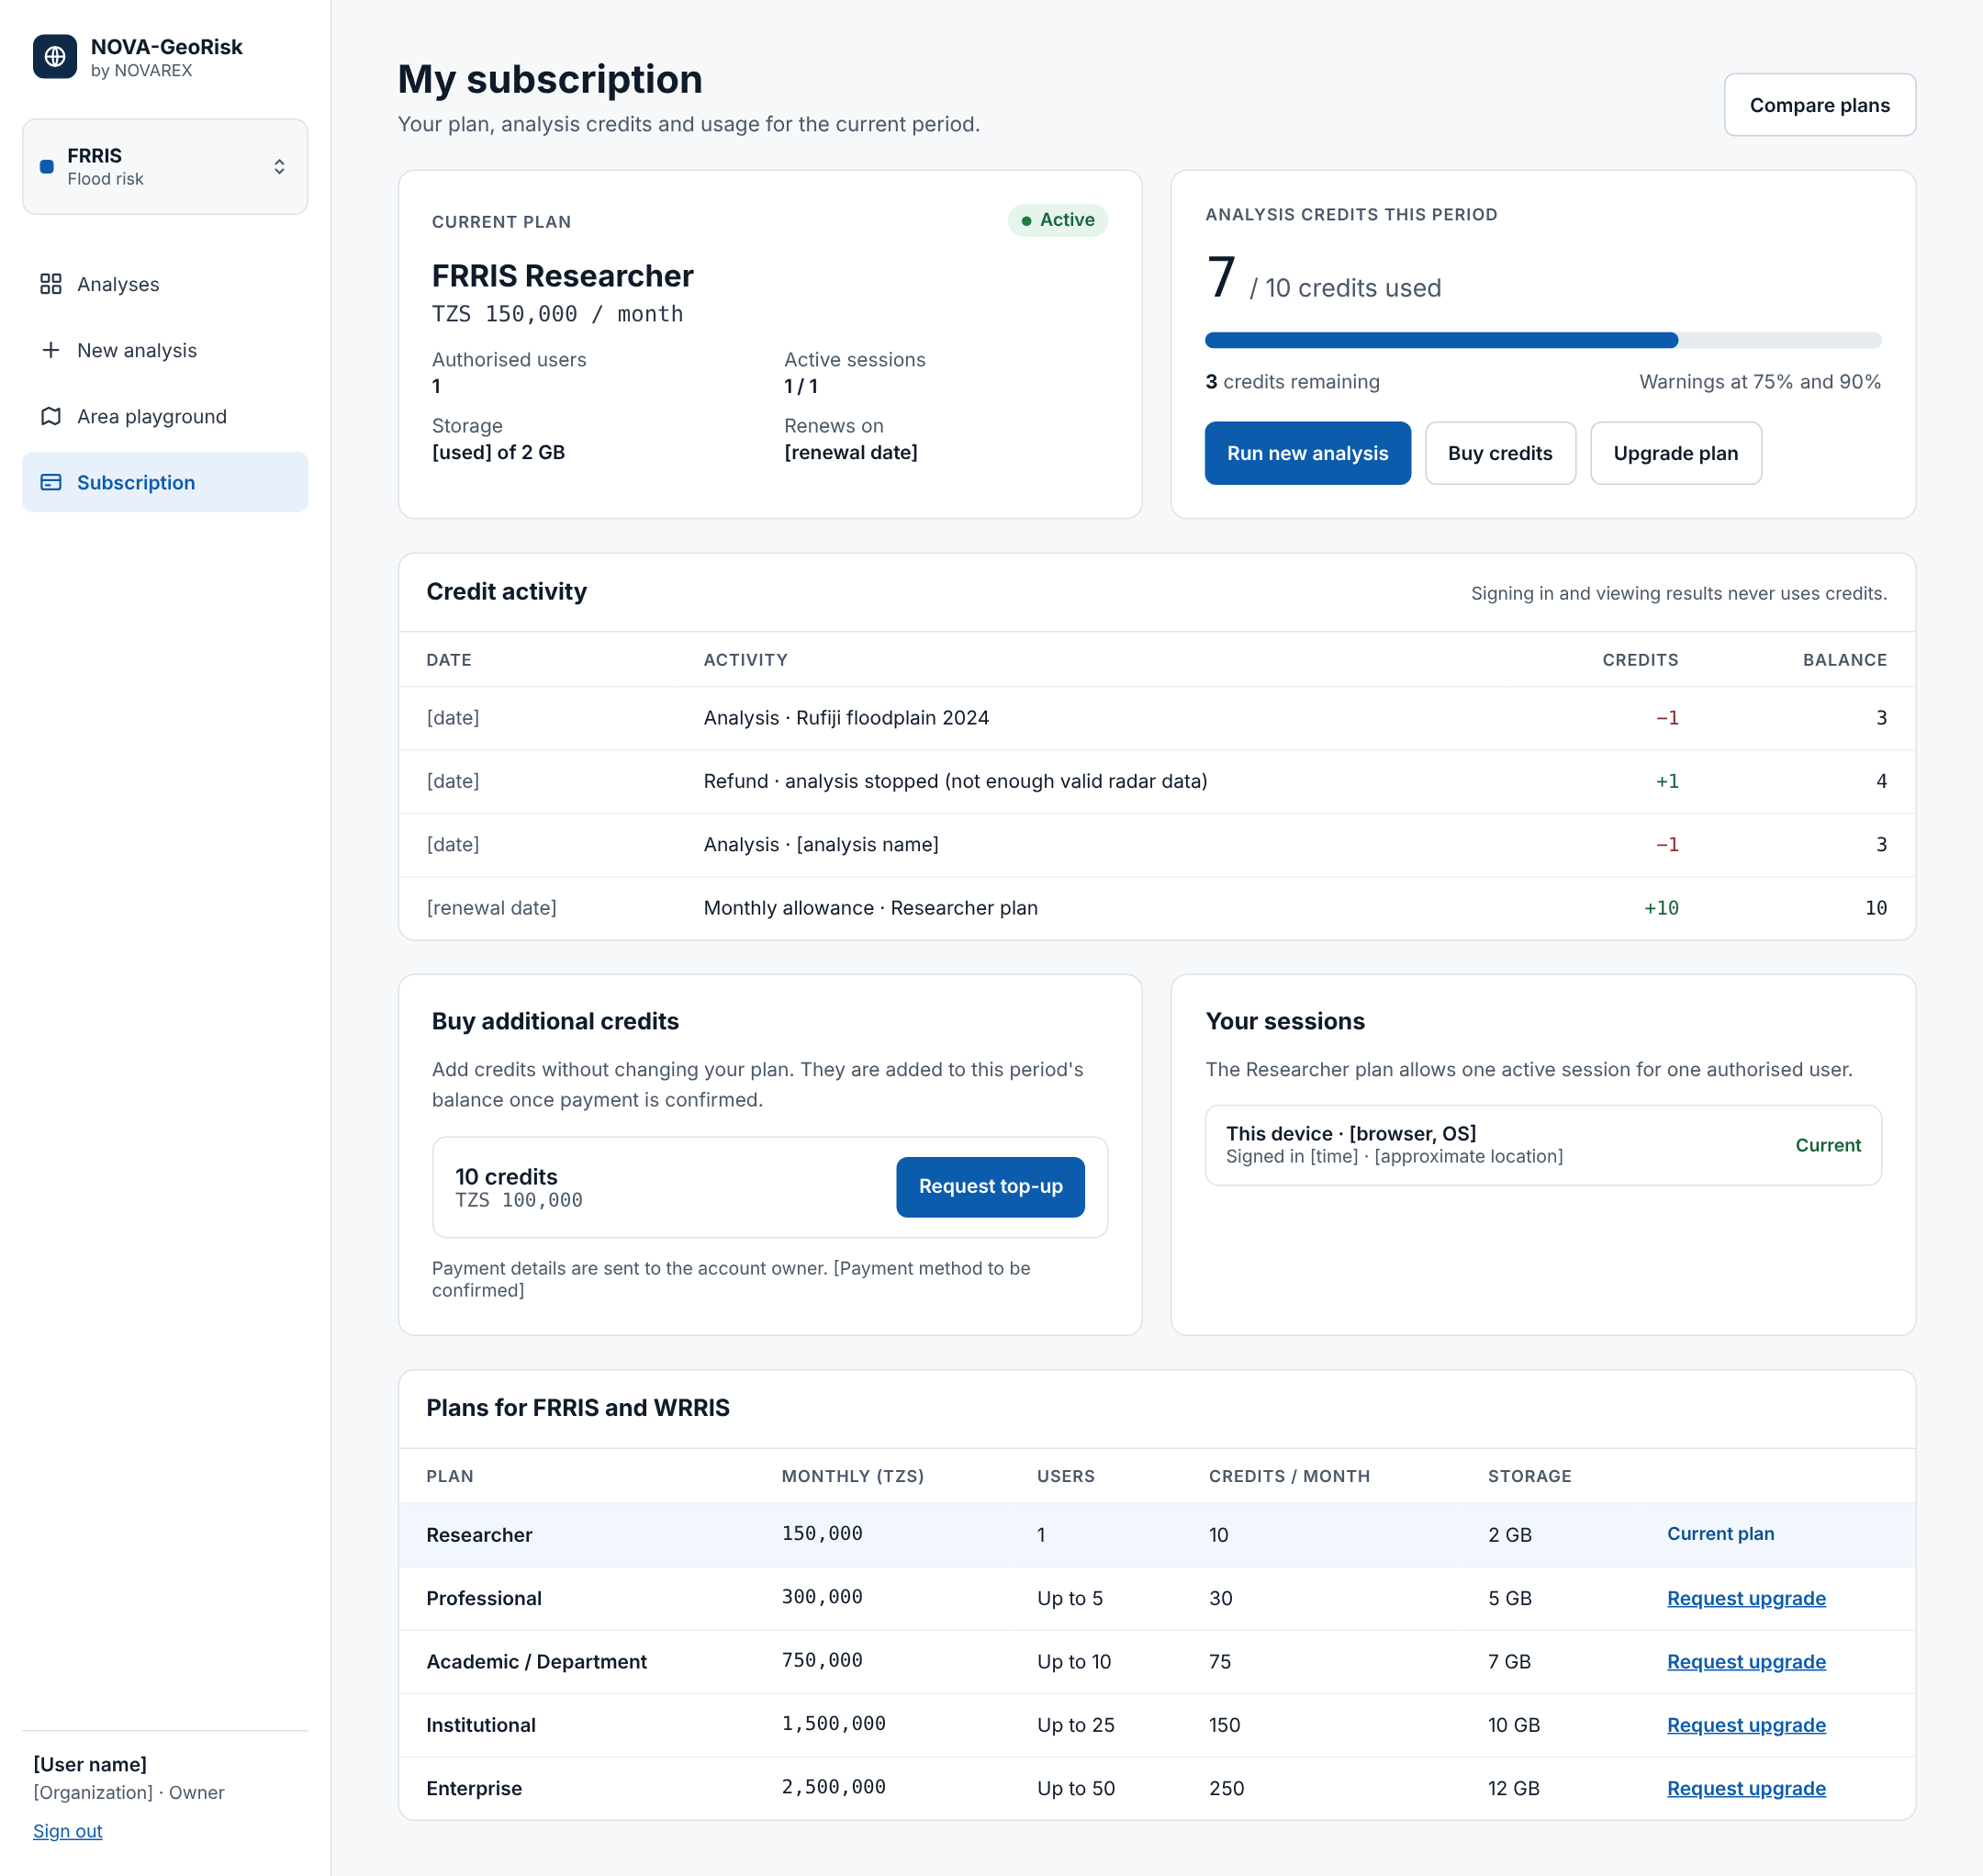 NOVA-GeoRisk
by NOVAREX
FRRIS
Flood risk
Analyses
New analysis
Area playground
Subscription
[User name]
[Organization] · Owner
Sign out
My subscription
Your plan, analysis credits and usage for the current period.
Compare plans
CURRENT PLAN
Active
FRRIS Researcher
TZS 150,000 / month
Authorised users
1
Active sessions
1 / 1
Storage
[used] of 2 GB
Renews on
[renewal date]
ANALYSIS CREDITS THIS PERIOD
7 / 10 credits used
3 credits remaining
Warnings at 75% and 90%
Run new analysis
Buy credits
Upgrade plan
Credit activity
Signing in and viewing results never uses credits.
DATE ACTIVITY CREDITS BALANCE
[date] Analysis · Rufiji floodplain 2024 −1 3
[date] Refund · analysis stopped (not enough valid radar data) +1 4
[date] Analysis · [analysis name] −1 3
[renewal date] Monthly allowance · Researcher plan +10 10
Buy additional credits
Add credits without changing your plan. They are added to this period's
balance once payment is confirmed.
10 credits
TZS 100,000
Request top-up
Payment details are sent to the account owner. [Payment method to be
confirmed]
Your sessions
The Researcher plan allows one active session for one authorised user.
This device · [browser, OS]
Signed in [time] · [approximate location]
Current
Plans for FRRIS and WRRIS
PLAN MONTHLY (TZS) USERS CREDITS / MONTH STORAGE
Researcher 150,000 1 10 2 GB Current plan
Professional 300,000 Up to 5 30 5 GB Request upgrade
Academic / Department 750,000 Up to 10 75 7 GB Request upgrade
Institutional 1,500,000 Up to 25 150 10 GB Request upgrade
Enterprise 2,500,000 Up to 50 250 12 GB Request upgrade